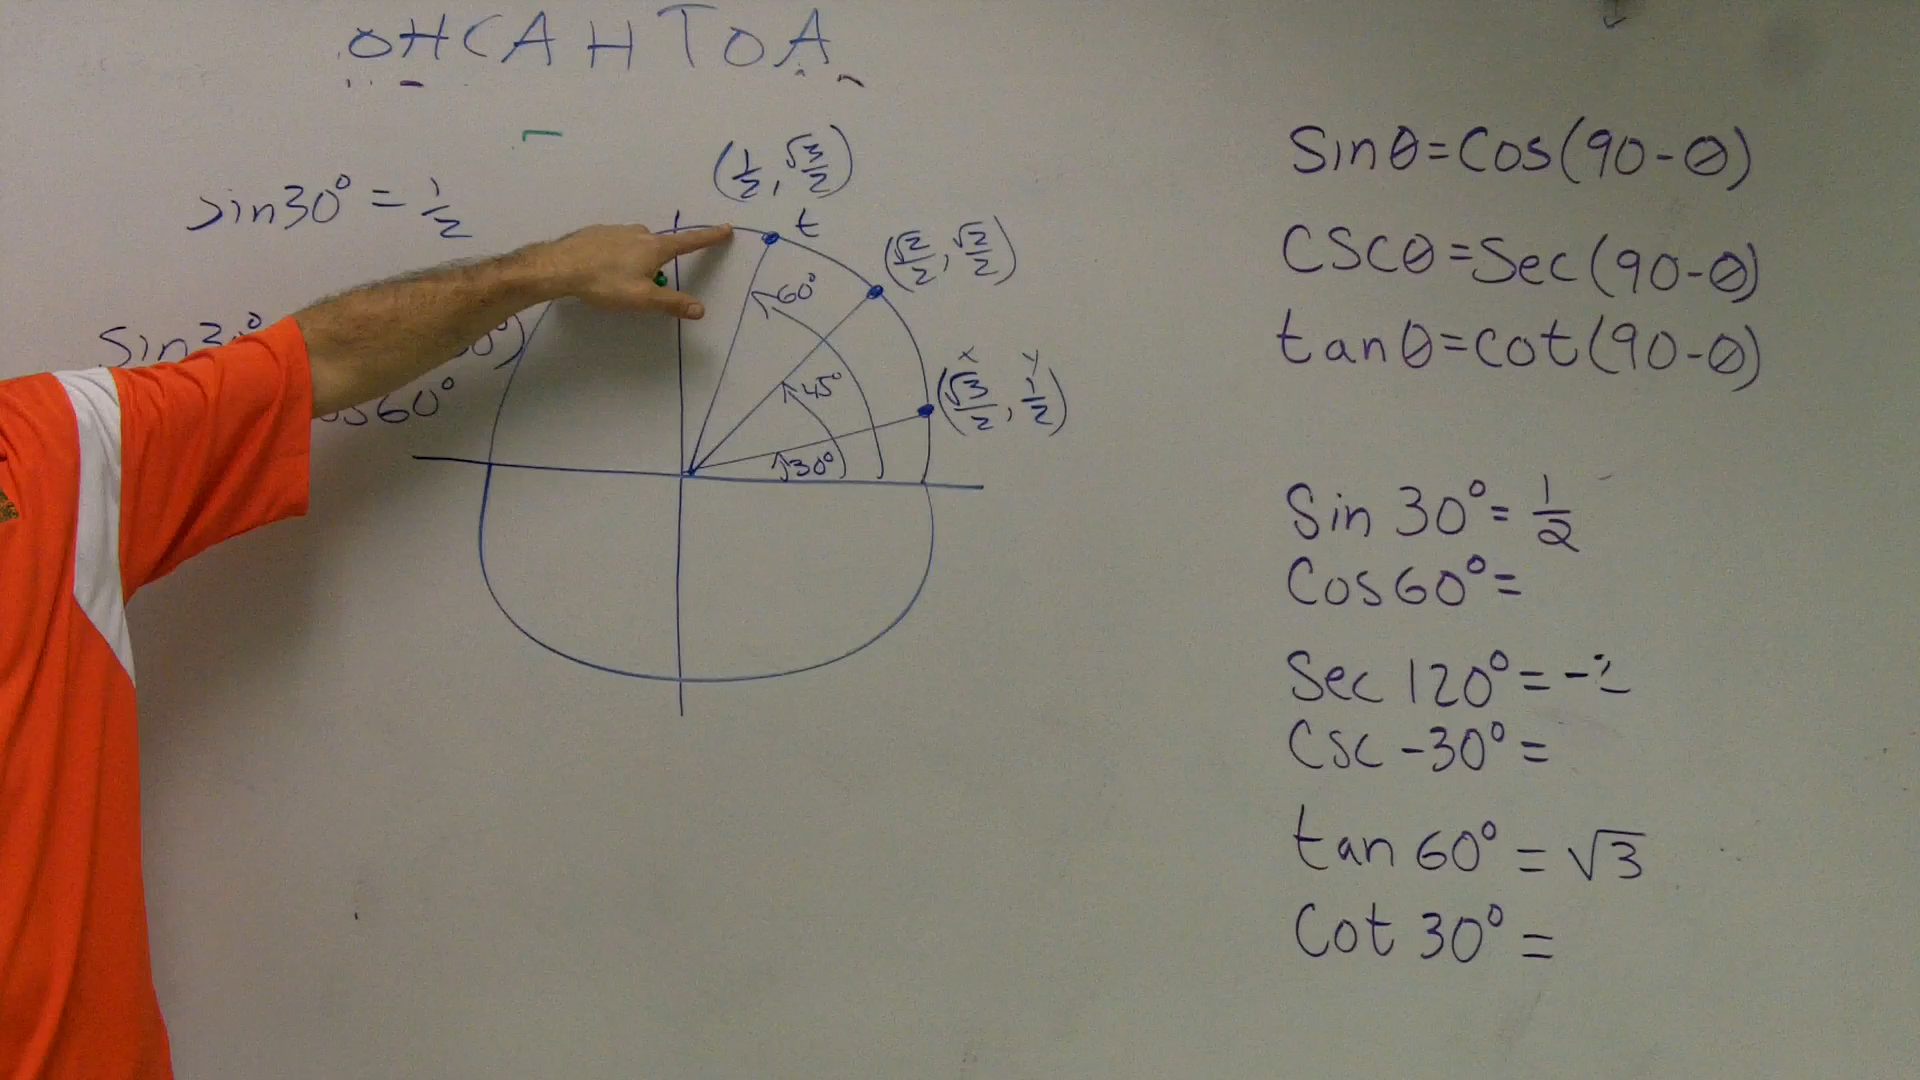 OHCAHTOA
sin30° = 1/2
cos60°
(1/2, √3/2)
t
(√2/2, √2/2)
x y
(√3/2, 1/2)
60°
45°
30°
Sinθ=Cos(90-θ)
CSCθ=Sec(90-θ)
tanθ=Cot(90-θ)
Sin 30°= 1/2
Cos60°=
Sec 120°= -2
Csc -30°=
tan 60° = √3
Cot 30° =